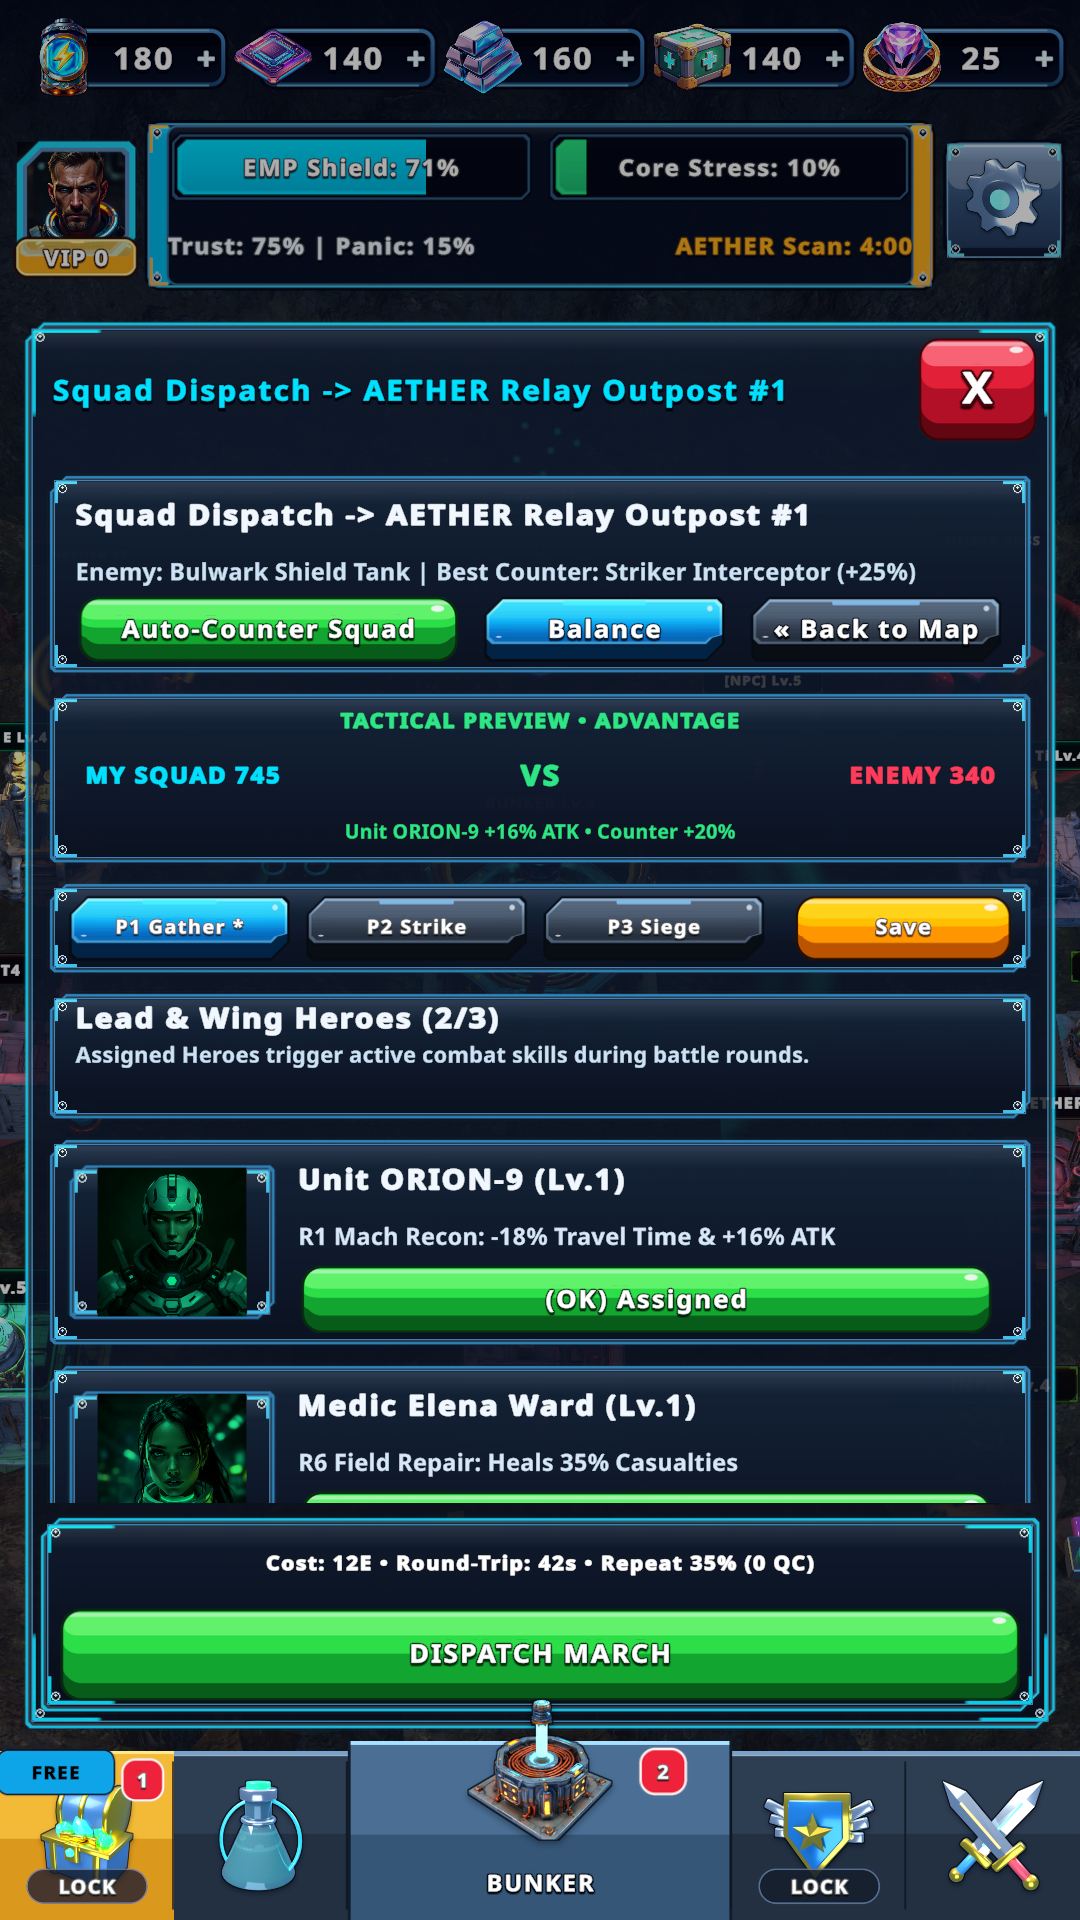 180 +
140 +
160 +
140 +
25 +
EMP Shield: 71%
Core Stress: 10%
VIP 0
Trust: 75% | Panic: 15%
AETHER Scan: 4:00
Squad Dispatch -> AETHER Relay Outpost #1
X
Squad Dispatch -> AETHER Relay Outpost #1
Enemy: Bulwark Shield Tank | Best Counter: Striker Interceptor (+25%)
Auto-Counter Squad
Balance
« Back to Map
[NPC] Lv.5
TACTICAL PREVIEW • ADVANTAGE
MY SQUAD 745
VS
ENEMY 340
Unit ORION-9 +16% ATK • Counter +20%
P1 Gather *
P2 Strike
P3 Siege
Save
T4
Lead & Wing Heroes (2/3)
Assigned Heroes trigger active combat skills during battle rounds.
Unit ORION-9 (Lv.1)
R1 Mach Recon: -18% Travel Time & +16% ATK
(OK) Assigned
Medic Elena Ward (Lv.1)
R6 Field Repair: Heals 35% Casualties
Cost: 12E • Round-Trip: 42s • Repeat 35% (0 QC)
DISPATCH MARCH
FREE
1
2
LOCK
BUNKER
LOCK